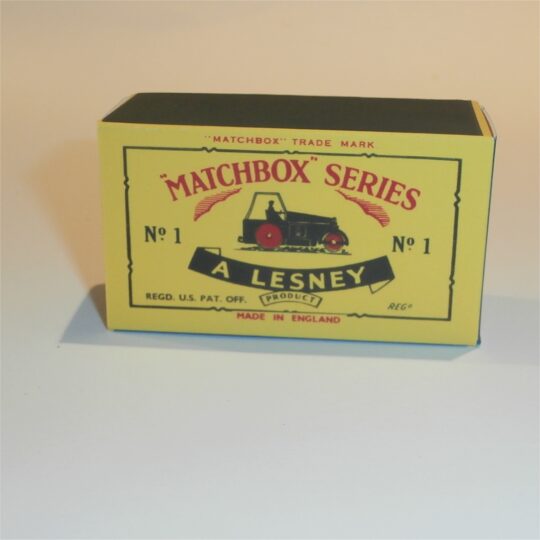 "MATCHBOX" TRADE MARK
"MATCHBOX" SERIES
Nº 1
Nº 1
A LESNEY
PRODUCT
REGD. U.S. PAT. OFF.
REGD
MADE IN ENGLAND